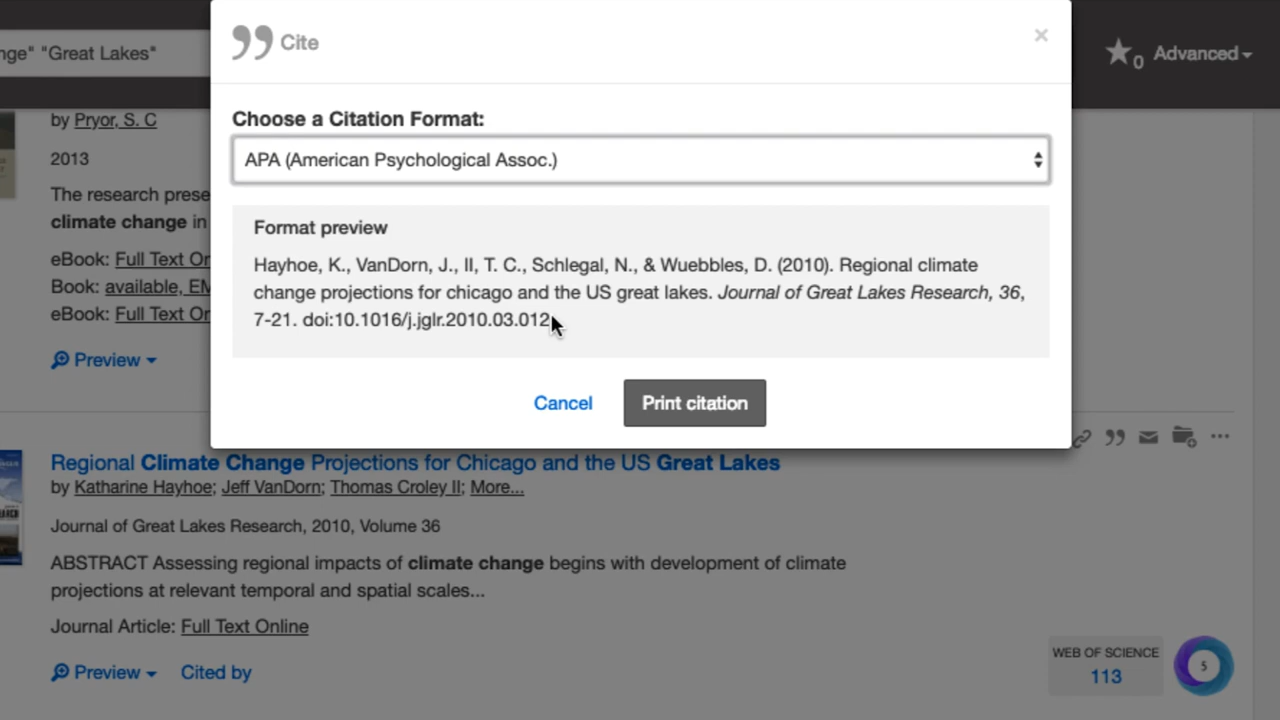 Cite
×
nge" "Great Lakes"
0
Advanced
Choose a Citation Format:
APA (American Psychological Assoc.)
Format preview
Hayhoe, K., VanDorn, J., II, T. C., Schlegal, N., & Wuebbles, D. (2010). Regional climate
change projections for chicago and the US great lakes. Journal of Great Lakes Research, 36,
7-21. doi:10.1016/j.jglr.2010.03.012
Cancel
Print citation
by Pryor, S. C
2013
The research prese
climate change in
eBook: Full Text Or
Book: available, EM
eBook: Full Text Or
Preview
Regional Climate Change Projections for Chicago and the US Great Lakes
by Katharine Hayhoe; Jeff VanDorn; Thomas Croley II; More...
Journal of Great Lakes Research, 2010, Volume 36
ABSTRACT Assessing regional impacts of climate change begins with development of climate
projections at relevant temporal and spatial scales...
Journal Article: Full Text Online
Preview
Cited by
WEB OF SCIENCE
113
5